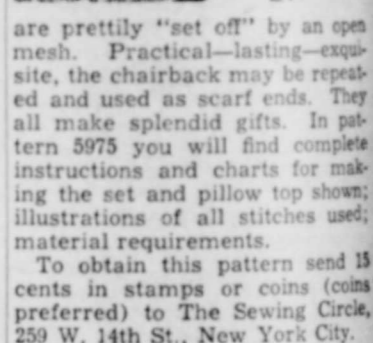 are prettily "set off" by an open
mesh. Practical—lasting—exqui-
site, the chairback may be repeat-
ed and used as scarf ends. They
all make splendid gifts. In pat-
tern 5975 you will find complete
instructions and charts for mak-
ing the set and pillow top shown;
illustrations of all stitches used;
material requirements.
To obtain this pattern send 15
cents in stamps or coins (coins
preferred) to The Sewing Circle,
259 W. 14th St., New York City.